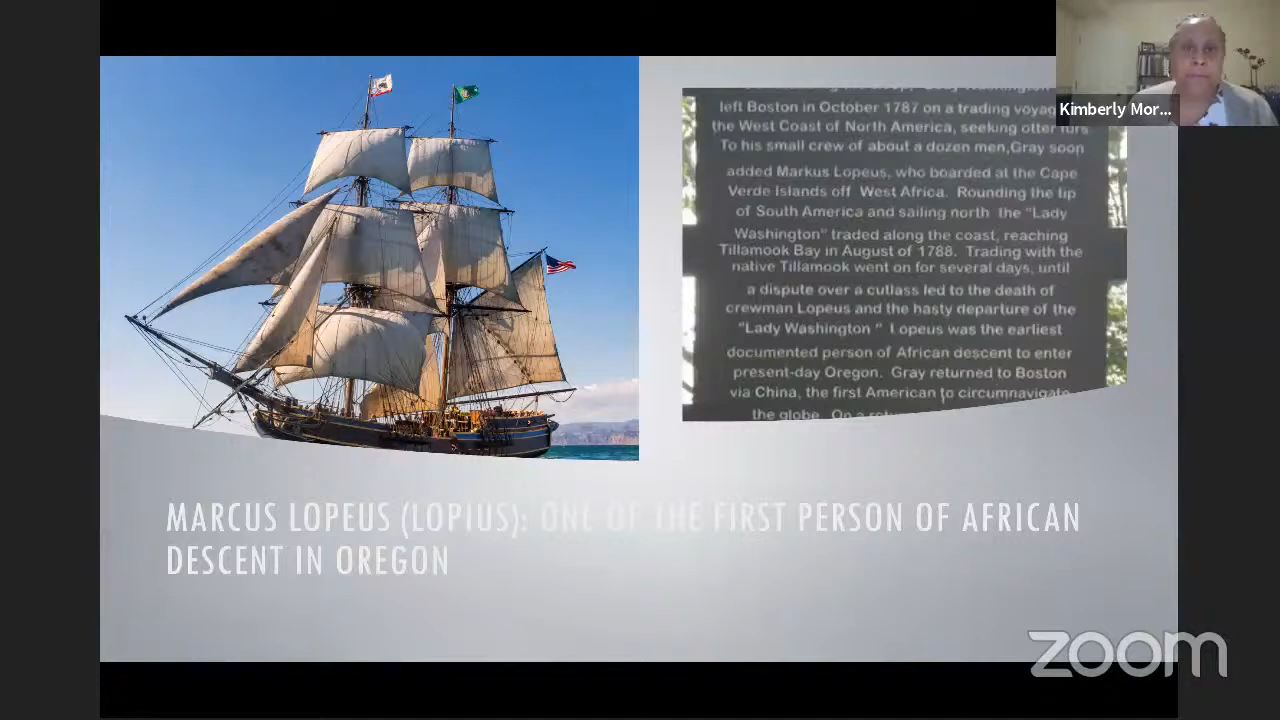 Kimberly Mor...
left Boston in October 1787 on a trading
the West Coast of North America, seeking otter furs
To his small crew of about a dozen men,Gray soon
added Markus Lopeus, who boarded at the Cape
Verde Islands off West Africa. Rounding the tip
of South America and sailing north the "Lady
Washington" traded along the coast, reaching
Tillamook Bay in August of 1788. Trading with the
native Tillamook went on for several days, until
a dispute over a cutlass led to the death of
crewman Lopeus and the hasty departure of the
"Lady Washington " Lopeus was the earliest
documented person of African descent to enter
present-day Oregon. Gray returned to Boston
via China, the first American to circumnavigate
the globe. On a
MARCUS LOPEUS (LOPIUS): ONE OF THE FIRST PERSON OF AFRICAN
DESCENT IN OREGON
zoom